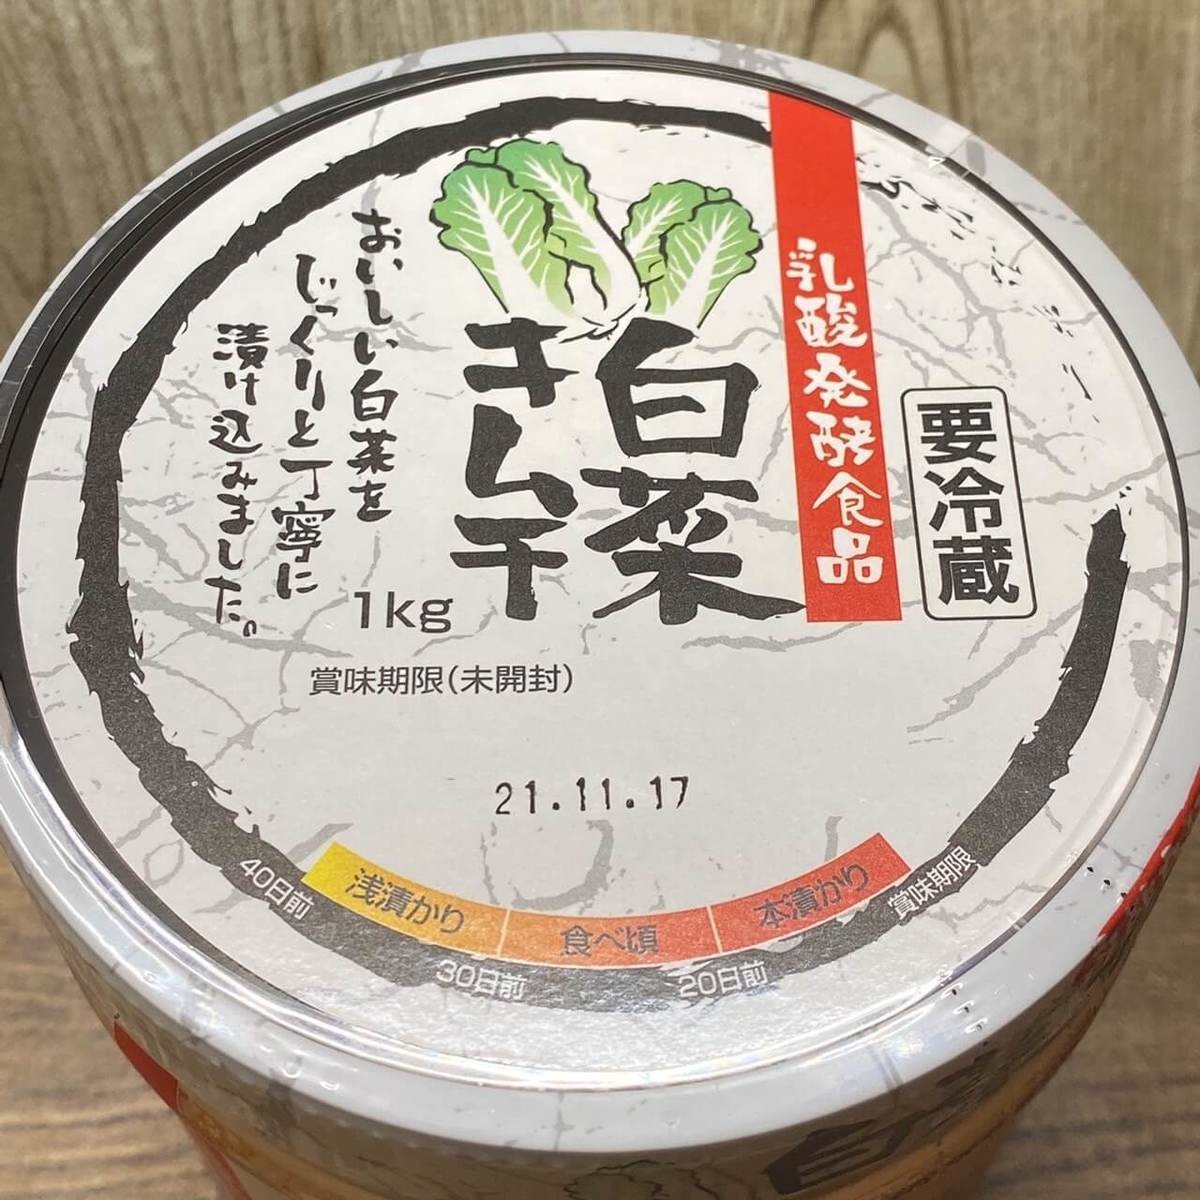 乳酸発酵食品
要冷蔵
白菜
キムチ
おいしい白菜を
じっくりと丁寧に
漬け込みました。
1kg
賞味期限(未開封)
21.11.17
浅漬かり
食べ頃
本漬かり
40日前
30日前
20日前
賞味期限